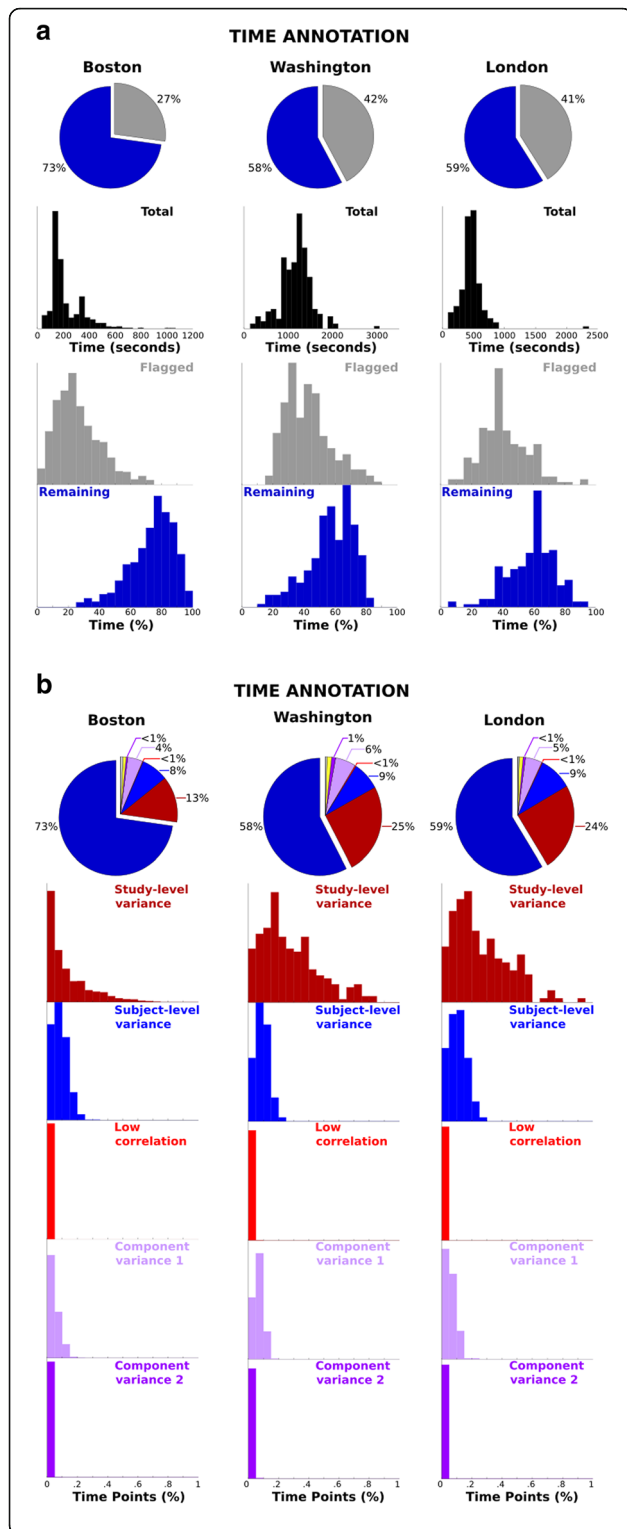 a
TIME ANNOTATION
Boston Washington London
27% 42% 41%
73% 58% 59%
Total Total Total
0 200 400 600 800 1000 1200 0 1000 2000 3000 0 500 1000 1500 2000 2500
Time (seconds) Time (seconds) Time (seconds)
Flagged Flagged Flagged
Remaining Remaining Remaining
0 20 40 60 80 100 0 20 40 60 80 100 0 20 40 60 80 100
Time (%) Time (%) Time (%)
b
TIME ANNOTATION
Boston Washington London
<1% 1% <1%
4% 6% 5%
<1% <1% <1%
8% 9% 9%
13% 25% 24%
73% 58% 59%
Study-level Study-level Study-level
variance variance variance
Subject-level Subject-level Subject-level
variance variance variance
Low Low Low
correlation correlation correlation
Component Component Component
variance 1 variance 1 variance 1
Component Component Component
variance 2 variance 2 variance 2
0 .2 .4 .6 .8 1 0 .2 .4 .6 .8 1 0 .2 .4 .6 .8 1
Time Points (%) Time Points (%) Time Points (%)